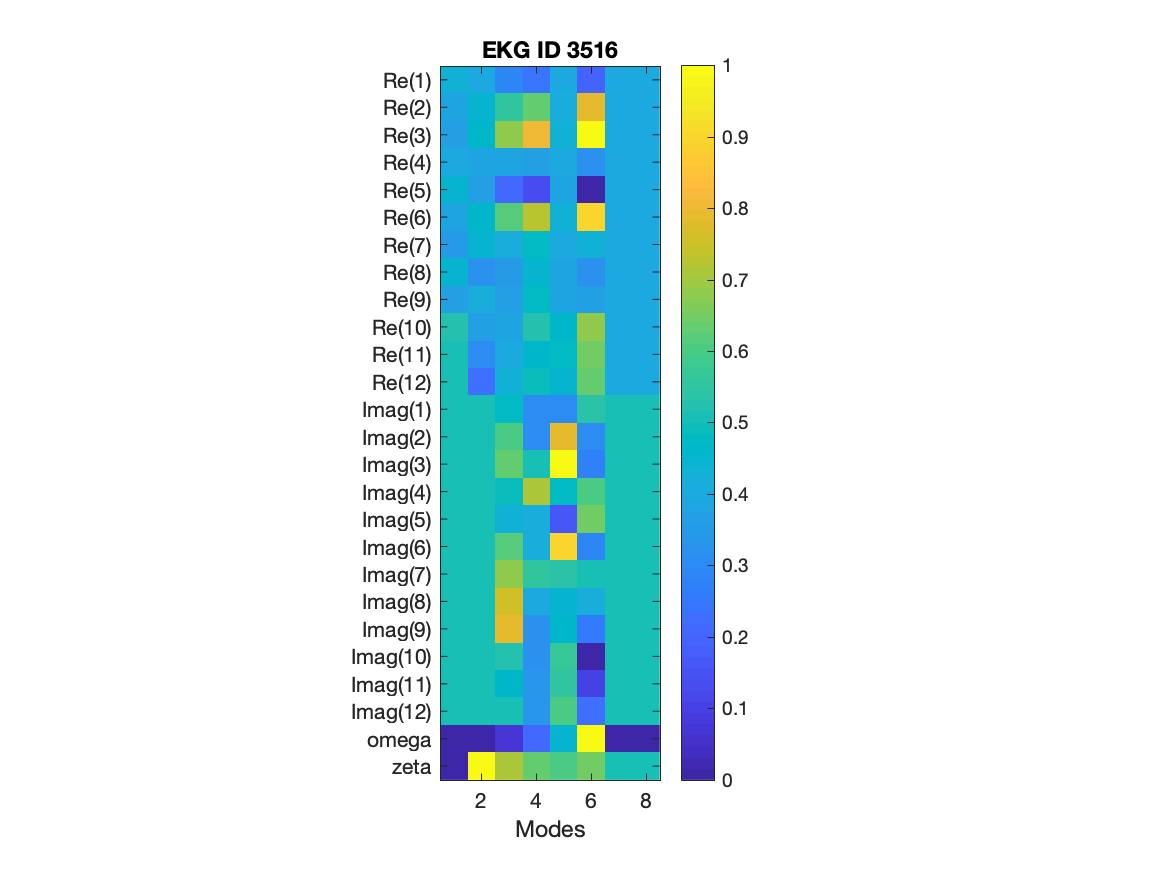 EKG ID 3516
Re(1)
Re(2)
Re(3)
Re(4)
Re(5)
Re(6)
Re(7)
Re(8)
Re(9)
Re(10)
Re(11)
Re(12)
Imag(1)
Imag(2)
Imag(3)
Imag(4)
Imag(5)
Imag(6)
Imag(7)
Imag(8)
Imag(9)
Imag(10)
Imag(11)
Imag(12)
omega
zeta
2 4 6 8
Modes
1
0.9
0.8
0.7
0.6
0.5
0.4
0.3
0.2
0.1
0